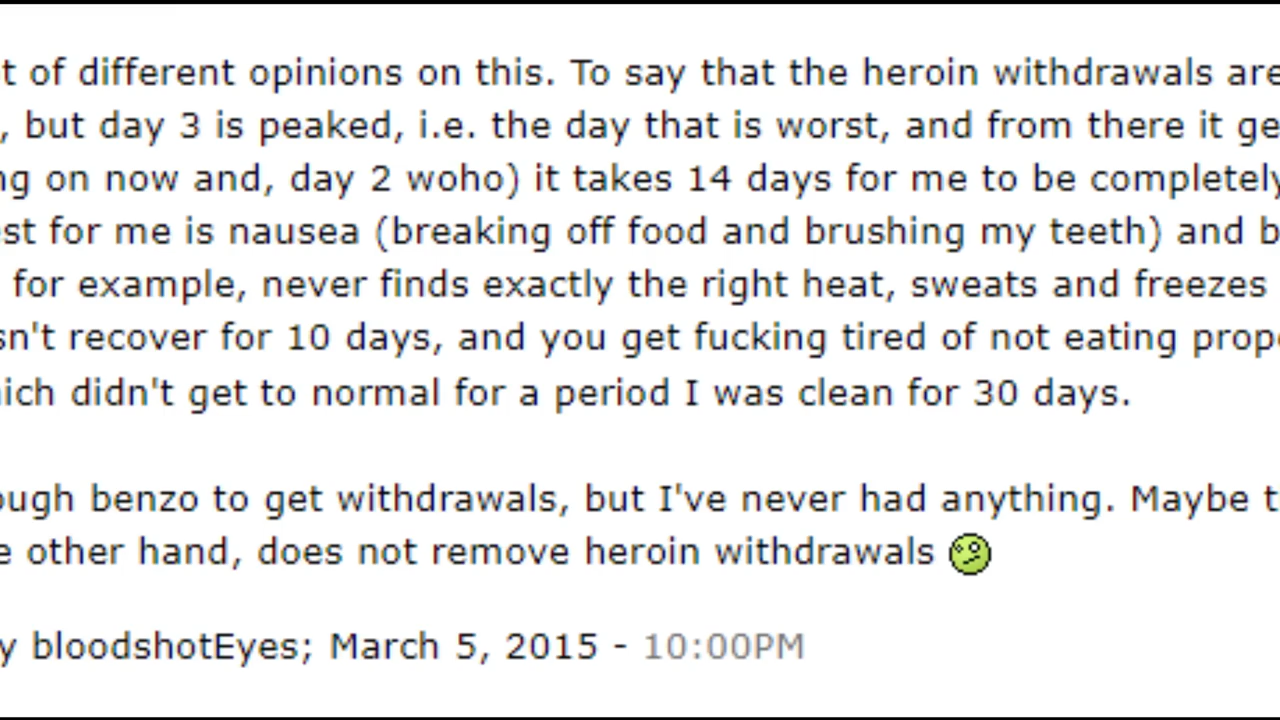 t of different opinions on this. To say that the heroin withdrawals are
, but day 3 is peaked, i.e. the day that is worst, and from there it ge
ng on now and, day 2 woho) it takes 14 days for me to be completely
est for me is nausea (breaking off food and brushing my teeth) and b
for example, never finds exactly the right heat, sweats and freezes
sn't recover for 10 days, and you get fucking tired of not eating prope
ich didn't get to normal for a period I was clean for 30 days.
ough benzo to get withdrawals, but I've never had anything. Maybe t
e other hand, does not remove heroin withdrawals
y bloodshotEyes; March 5, 2015 - 10:00PM